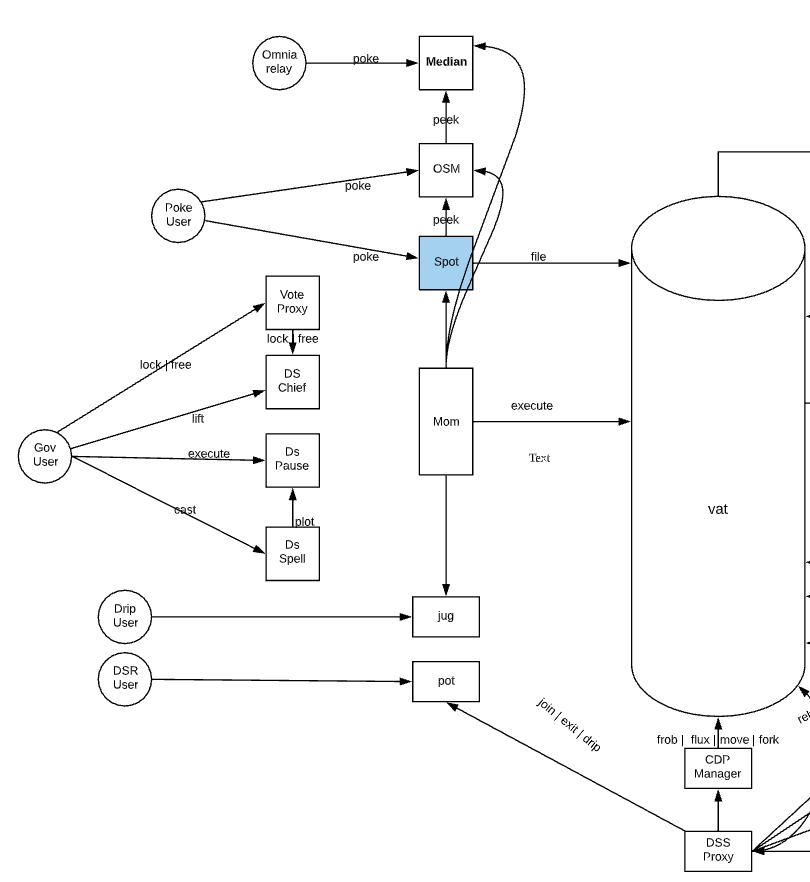 Omnia
relay
poke
Median
peek
OSM
Poke
User
poke
peek
poke
Spot
file
Vote
Proxy
lock | free
lock | free
DS
Chief
lift
Mom
execute
Gov
User
execute
Ds
Pause
Text
cast
plot
vat
Ds
Spell
Drip
User
jug
DSR
User
pot
join | exit | drip
frob | flux | move | fork
CDP
Manager
DSS
Proxy